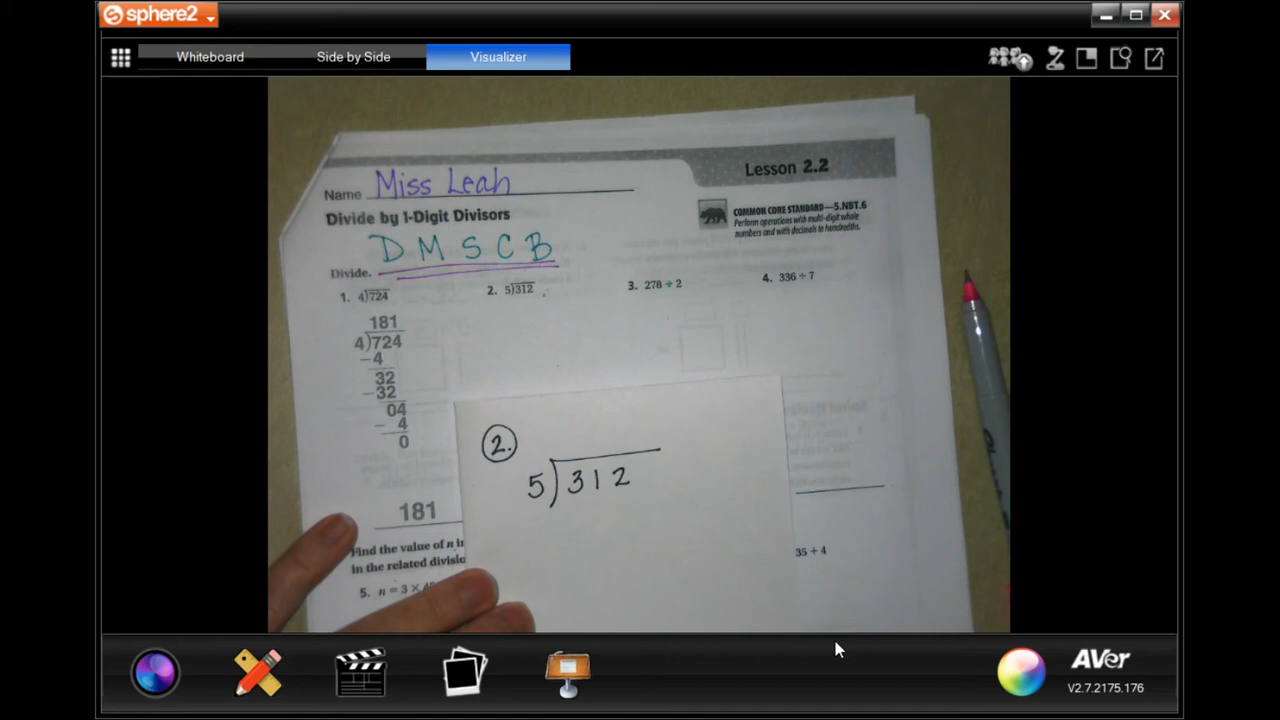 sphere2
Whiteboard Side by Side Visualizer
Lesson 2.2
Name Miss Leah
Divide by 1-Digit Divisors
COMMON CORE STANDARD—5.NBT.6
Perform operations with multi-digit whole
numbers and with decimals to hundredths.
D M S C B
Divide.
1. 4)724
2. 5)312
3. 278 ÷ 2
4. 336 ÷ 7
181
4)724
−4
32
−32
04
− 4
0
181
2.
5)312
Find the value of n
in the related
5. n = 3 ×
35 ÷ 4
AVer
V2.7.2175.176